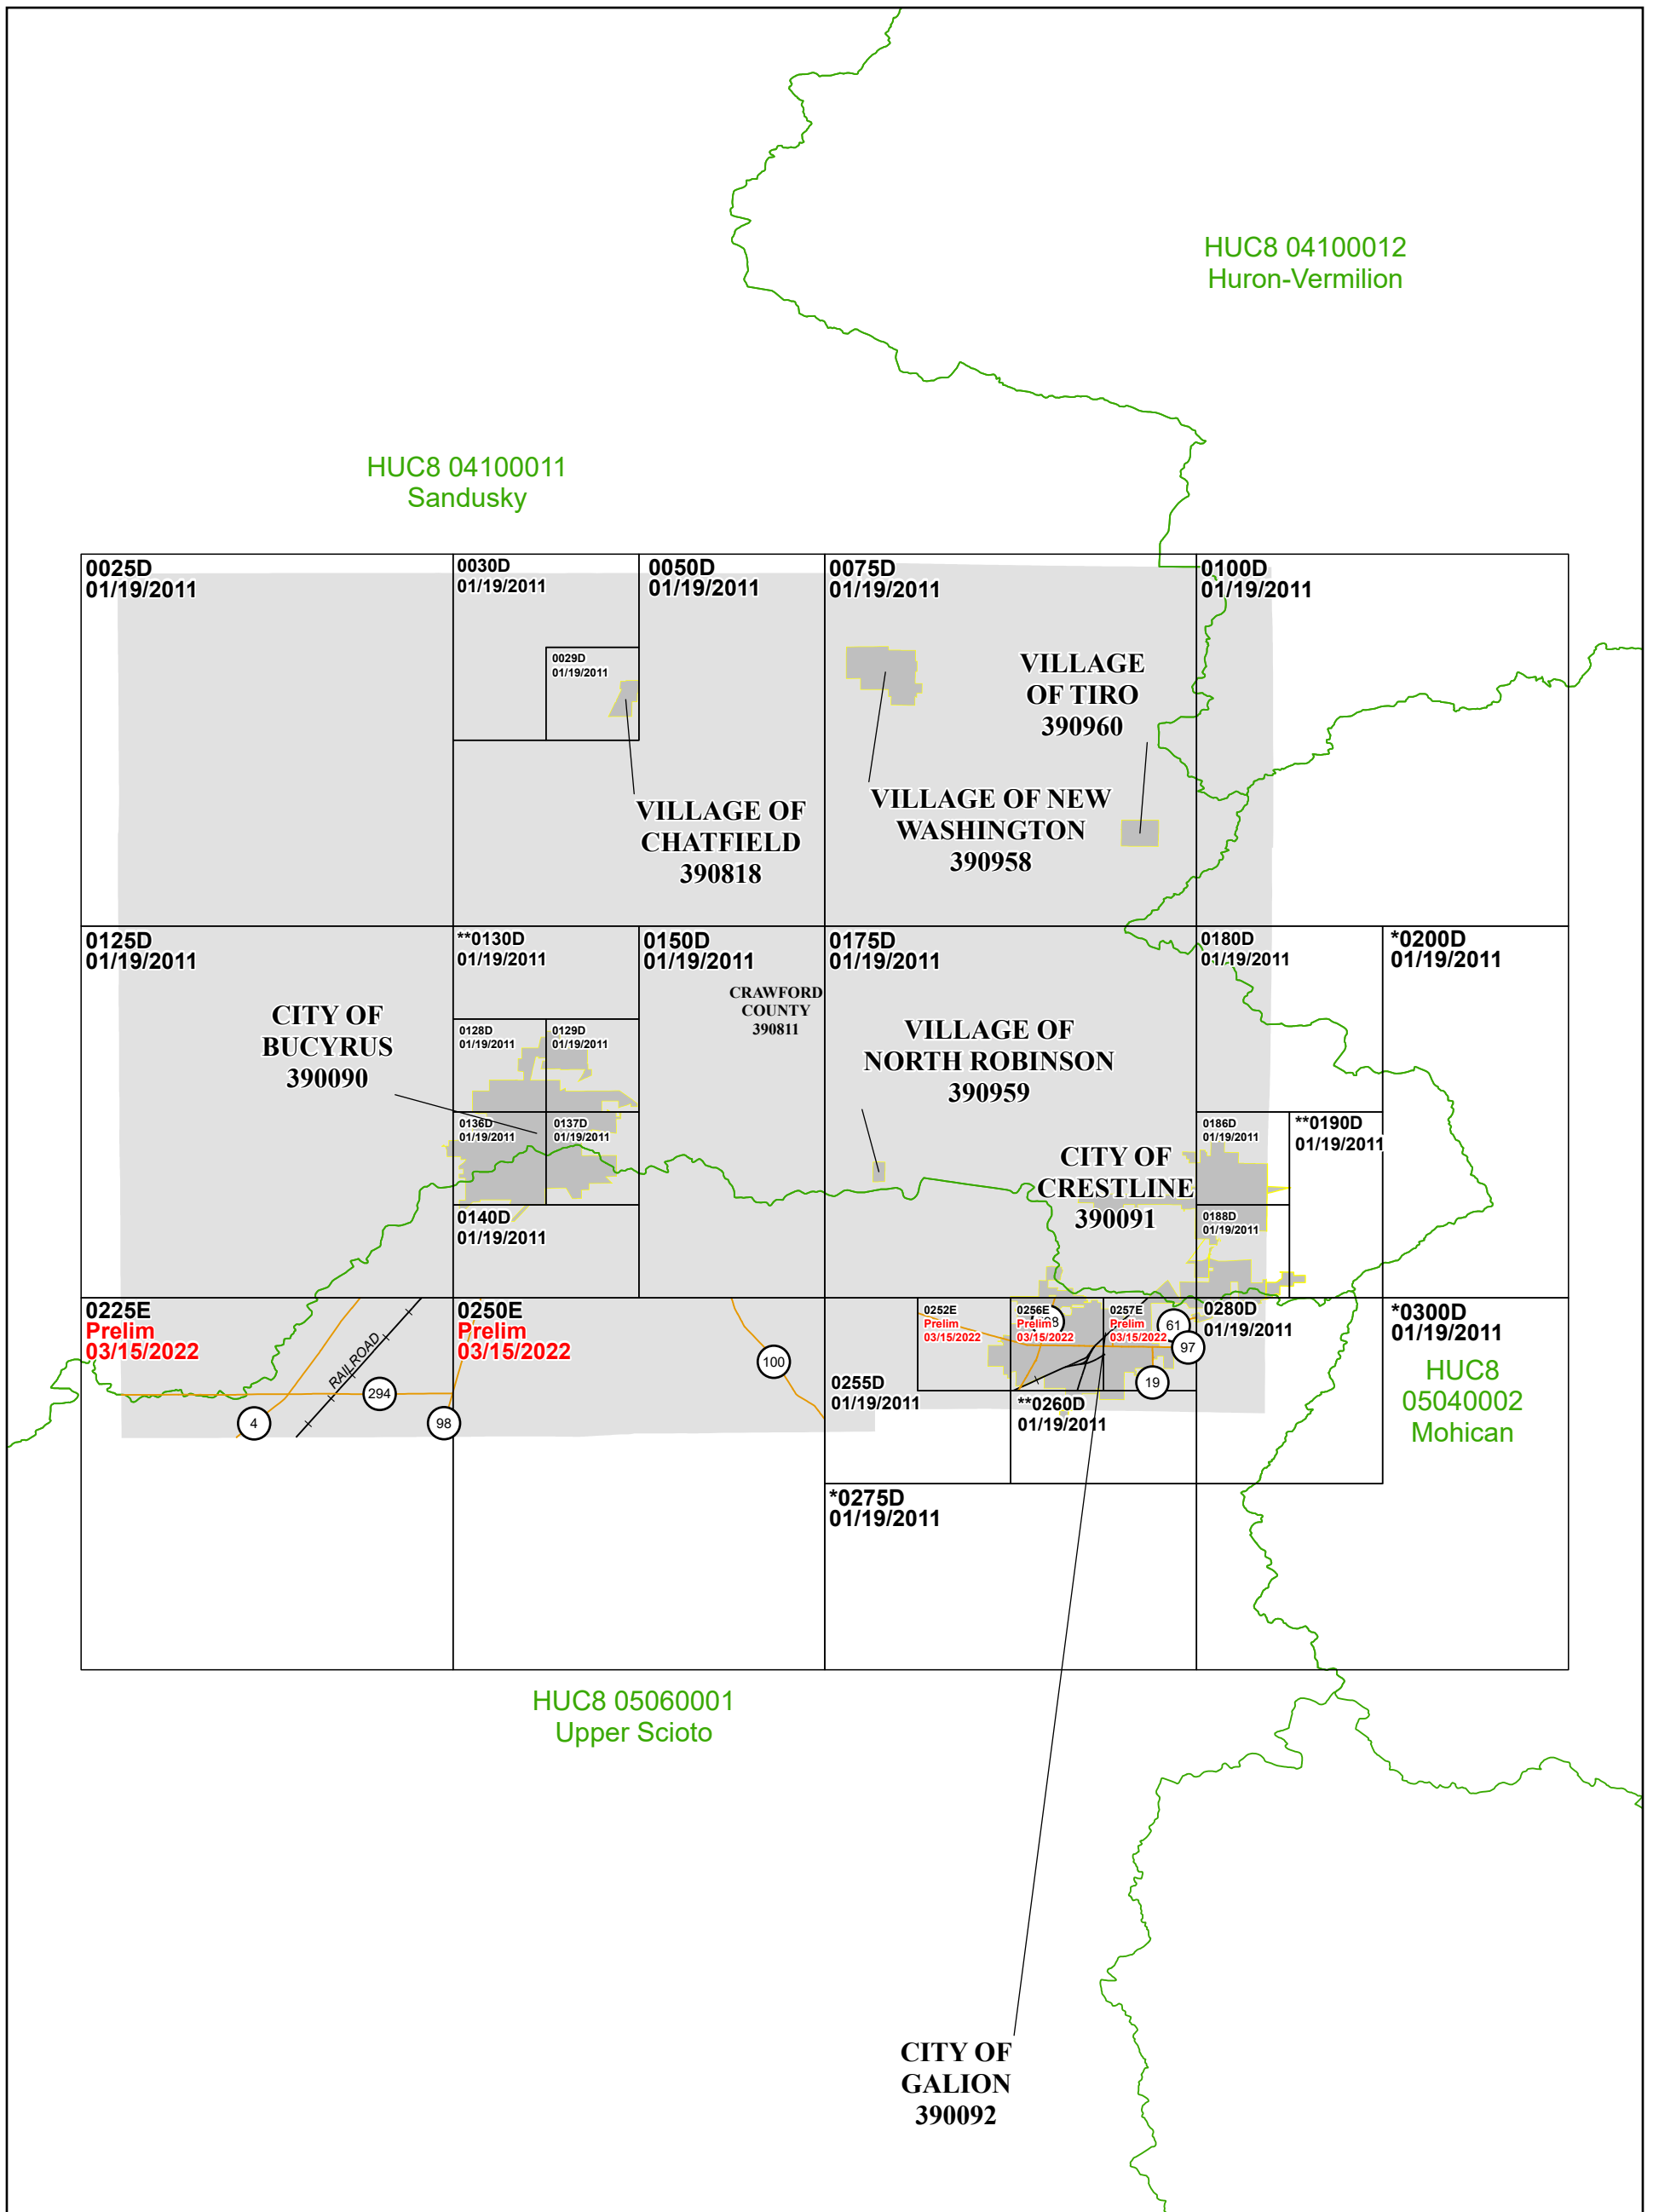 HUC8 04100012
Huron-Vermilion
HUC8 04100011
Sandusky
0025D
01/19/2011
0030D
01/19/2011
0050D
01/19/2011
0075D
01/19/2011
0100D
01/19/2011
0029D
01/19/2011
VILLAGE
OF TIRO
390960
VILLAGE OF
CHATFIELD
390818
VILLAGE OF NEW
WASHINGTON
390958
0125D
01/19/2011
**0130D
01/19/2011
0150D
01/19/2011
0175D
01/19/2011
0180D
01/19/2011
*0200D
01/19/2011
CRAWFORD
COUNTY
390811
CITY OF
BUCYRUS
390090
0128D
01/19/2011
0129D
01/19/2011
VILLAGE OF
NORTH ROBINSON
390959
0136D
01/19/2011
0137D
01/19/2011
0186D
01/19/2011
**0190D
01/19/2011
CITY OF
CRESTLINE
390091
0140D
01/19/2011
0188D
01/19/2011
0225E
Prelim
03/15/2022
0250E
Prelim
03/15/2022
0252E
Prelim
03/15/2022
0256E
Prelim
03/15/2022
0257E
Prelim
03/15/2022
61
97
19
0280D
01/19/2011
*0300D
01/19/2011
RAILROAD
294
4
98
100
0255D
01/19/2011
**0260D
01/19/2011
HUC8
05040002
Mohican
*0275D
01/19/2011
HUC8 05060001
Upper Scioto
CITY OF
GALION
390092